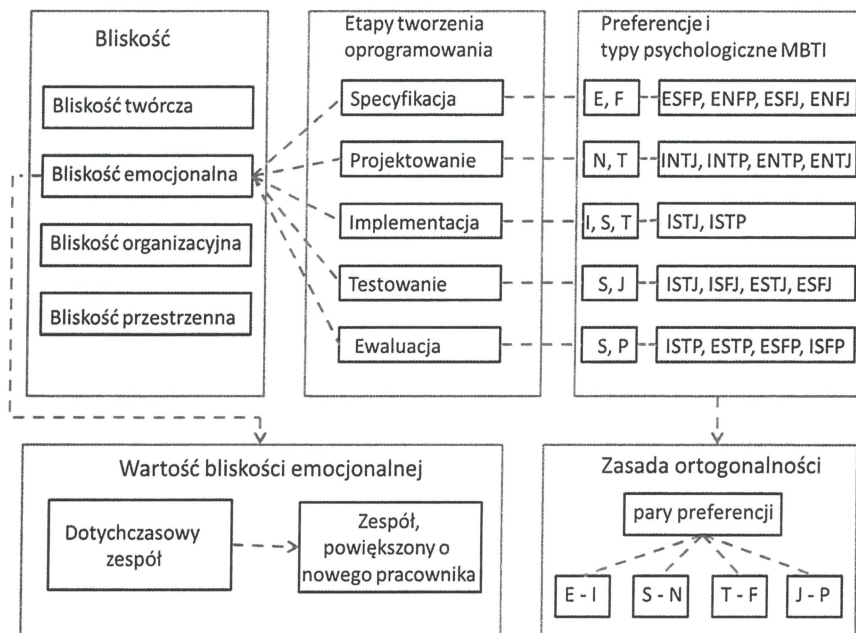 Bliskość
Bliskość twórcza
Bliskość emocjonalna
Bliskość organizacyjna
Bliskość przestrzenna
Etapy tworzenia
oprogramowania
Specyfikacja
Projektowanie
Implementacja
Testowanie
Ewaluacja
Preferencje i
typy psychologiczne MBTI
E, F
ESFP, ENFP, ESFJ, ENFJ
N, T
INTJ, INTP, ENTP, ENTJ
I, S, T
ISTJ, ISTP
S, J
ISTJ, ISFJ, ESTJ, ESFJ
S, P
ISTP, ESTP, ESFP, ISFP
Wartość bliskości emocjonalnej
Dotychczasowy
zespół
Zespół,
powiększony o
nowego pracownika
Zasada ortogonalności
pary preferencji
E - I
S - N
T - F
J - P